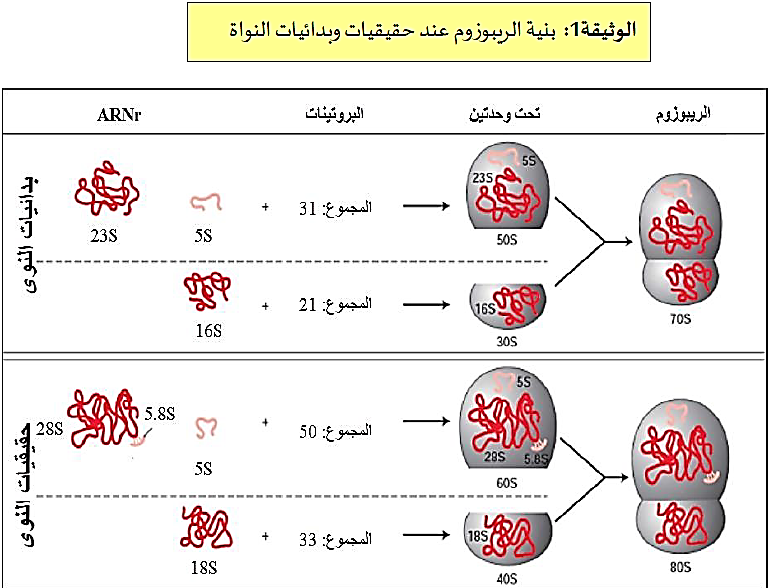 الوثيقة1: بنية الريبوزوم عند حقيقيات وبدائيات النواة
الريبوزوم تحت وحدتين البروتينات ARNr
بدائيات النوى
23S 5S + المجموع: 31 5S 23S 50S
16S + المجموع: 21 16S 30S
70S
حقيقيات النوى
28S 5.8S 5S + المجموع: 50 5S 28S 5.8S 60S
18S + المجموع: 33 18S 40S
80S